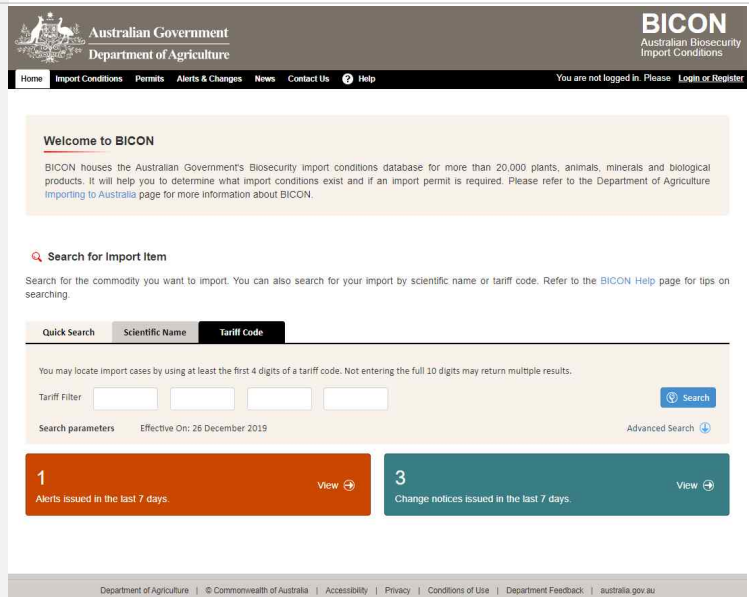 Australian Government
Department of Agriculture
BICON
Australian Biosecurity
Import Conditions
Home Import Conditions Permits Alerts & Changes News Contact Us ? Help You are not logged in. Please Login or Register
Welcome to BICON
BICON houses the Australian Government's Biosecurity import conditions database for more than 20,000 plants, animals, minerals and biological
products. It will help you to determine what import conditions exist and if an import permit is required. Please refer to the Department of Agriculture
Importing to Australia page for more information about BICON.
Search for Import Item
Search for the commodity you want to import. You can also search for your import by scientific name or tariff code. Refer to the BICON Help page for tips on
searching.
Quick Search Scientific Name Tariff Code
You may locate import cases by using at least the first 4 digits of a tariff code. Not entering the full 10 digits may return multiple results.
Tariff Filter Search
Search parameters Effective On: 26 December 2019 Advanced Search
1
Alerts issued in the last 7 days.
View
3
Change notices issued in the last 7 days.
View
Department of Agriculture | © Commonwealth of Australia | Accessibility | Privacy | Conditions of Use | Department Feedback | australia.gov.au